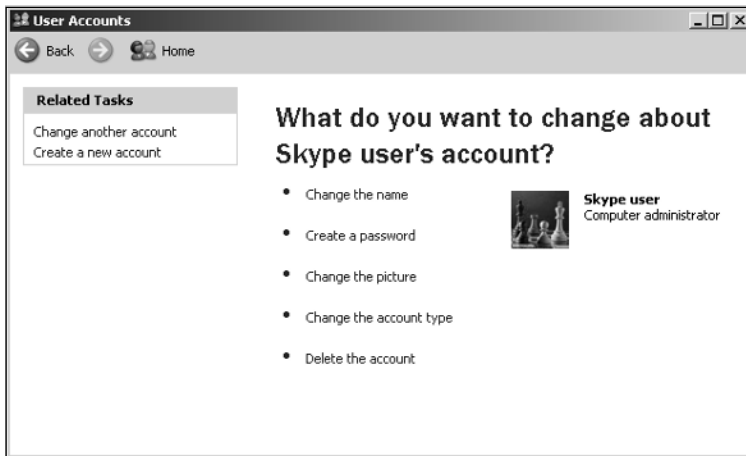 User Accounts
Back Home
Related Tasks
Change another account
Create a new account
What do you want to change about
Skype user's account?
Change the name
Create a password
Change the picture
Change the account type
Delete the account
Skype user
Computer administrator